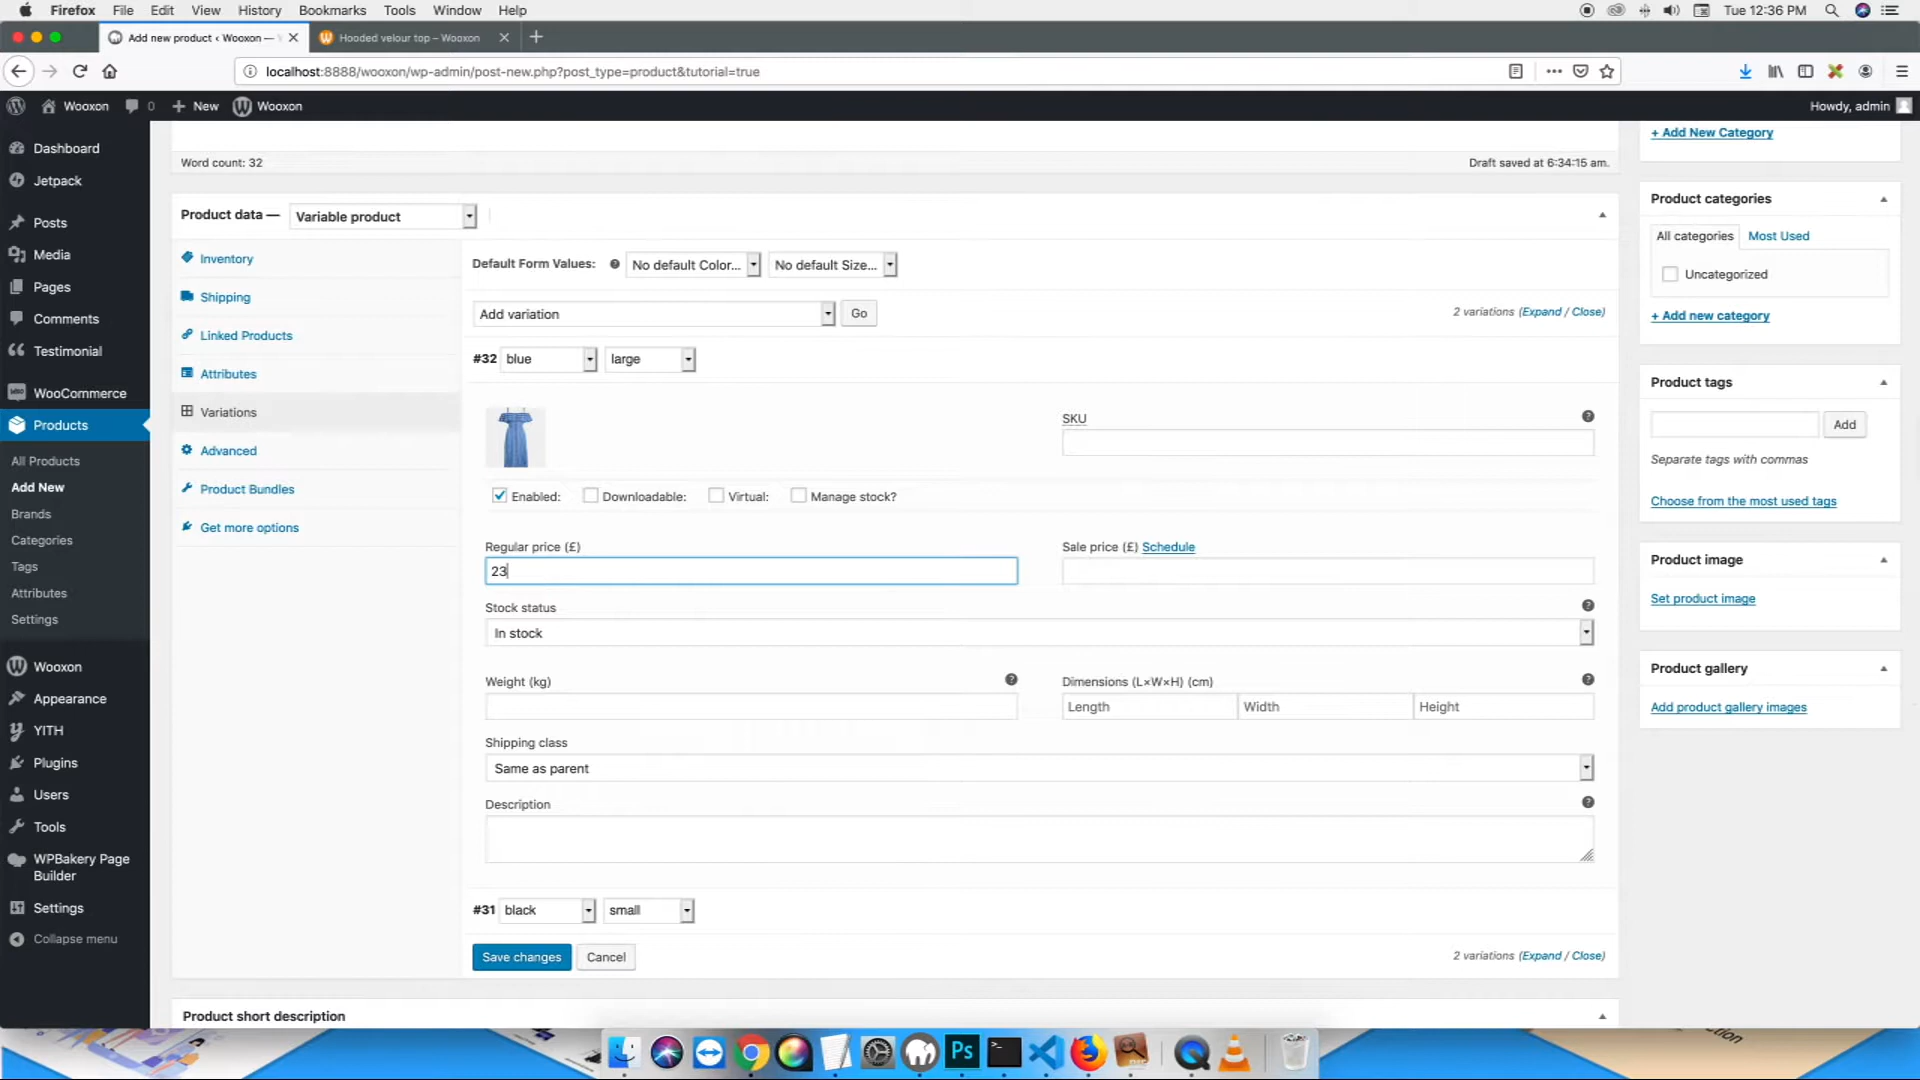 Firefox File Edit View History Bookmarks Tools Window Help Tue 12:36 PM
Add new product ‹ Wooxon — Hooded velour top – Wooxon
localhost:8888/wooxon/wp-admin/post-new.php?post_type=product&tutorial=true
Wooxon 0 New Wooxon Howdy, admin
Dashboard
Jetpack
Posts
Media
Pages
Comments
Testimonial
WooCommerce
Products
All Products
Add New
Brands
Categories
Tags
Attributes
Settings
Wooxon
Appearance
YITH
Plugins
Users
Tools
WPBakery Page
Builder
Settings
Collapse menu
Word count: 32 Draft saved at 6:34:15 am.
Product data — Variable product
Inventory
Shipping
Linked Products
Attributes
Variations
Advanced
Product Bundles
Get more options
Default Form Values: No default Color... No default Size...
Add variation Go 2 variations (Expand / Close)
#32 blue large
SKU
Enabled: Downloadable: Virtual: Manage stock?
Regular price (£) Sale price (£) Schedule
23
Stock status
In stock
Weight (kg) Dimensions (L×W×H) (cm)
Length Width Height
Shipping class
Same as parent
Description
#31 black small
Save changes Cancel 2 variations (Expand / Close)
Product short description
+ Add New Category
Product categories
All categories Most Used
Uncategorized
+ Add new category
Product tags
Add
Separate tags with commas
Choose from the most used tags
Product image
Set product image
Product gallery
Add product gallery images
Ps